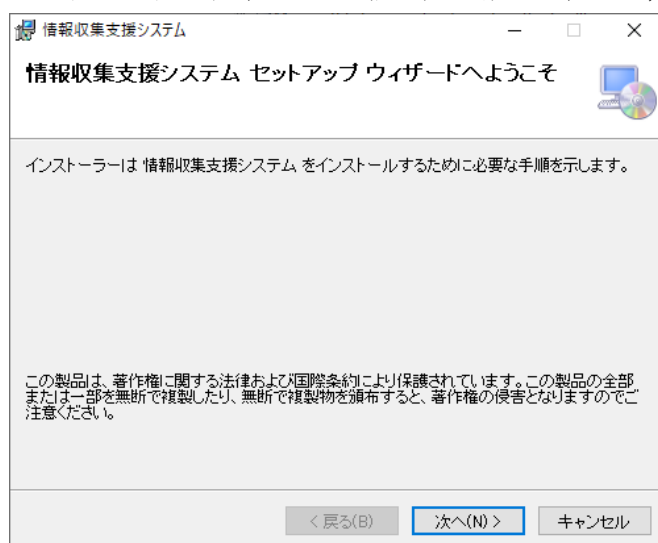 情報収集支援システム
情報収集支援システム セットアップ ウィザードへようこそ
インストーラーは 情報収集支援システム をインストールするために必要な手順を示します。
この製品は、著作権に関する法律および国際条約により保護されています。この製品の全部
または一部を無断で複製したり、無断で複製物を頒布すると、著作権の侵害となりますのでご
注意ください。
< 戻る(B)
次へ(N) >
キャンセル